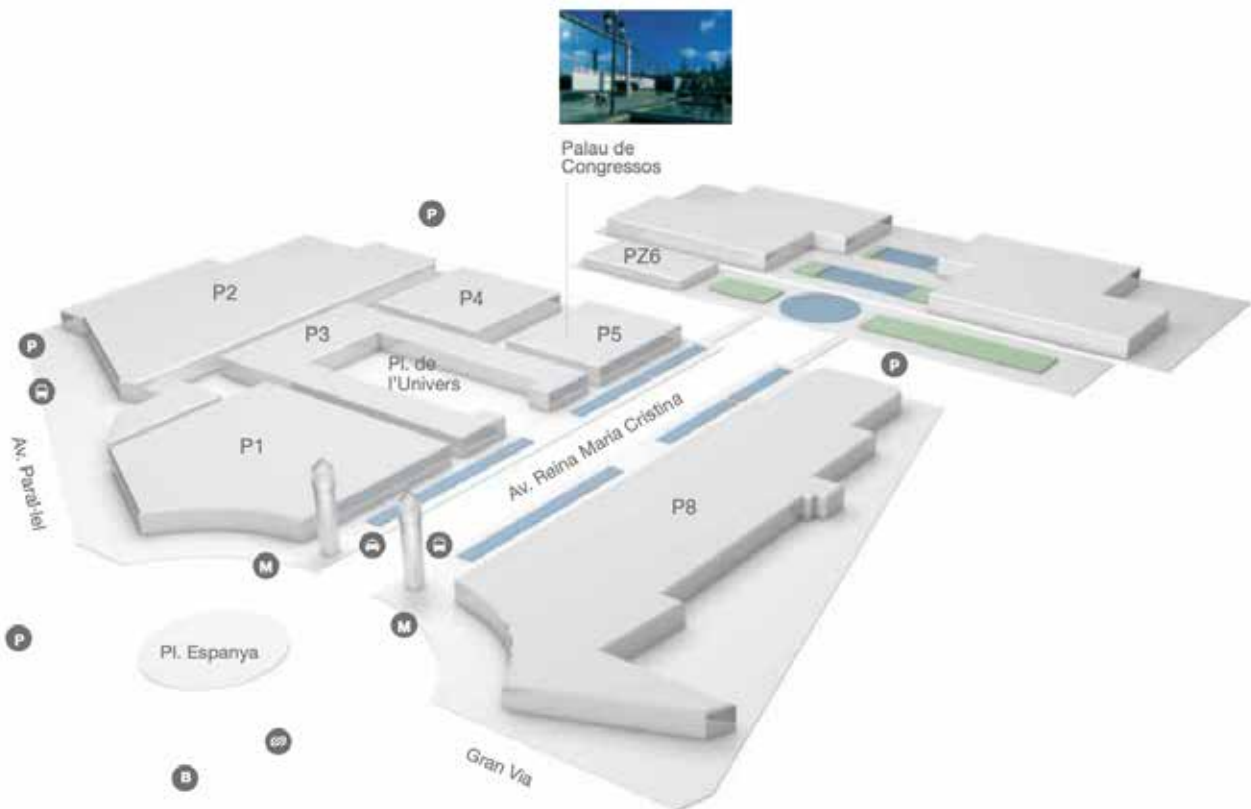 Palau de
Congressos
P
PZ6
P2
P4
P3
P5
P
Pl. de
l'Univers
P
P1
Av. Reina Maria Cristina
Av. Paral·lel
P8
M
M
P
Pl. Espanya
Gran Via
B